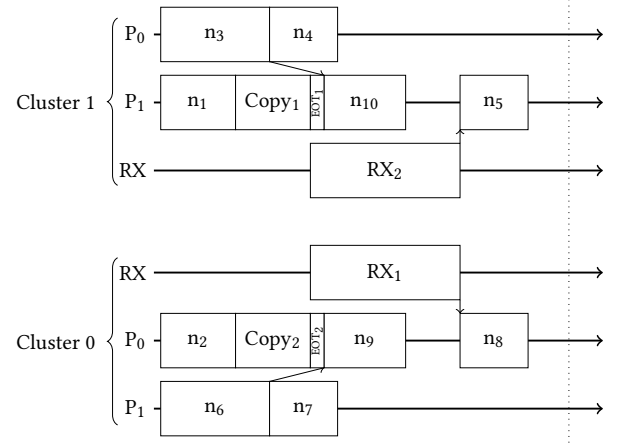 P₀ n₃ n₄
Cluster 1 P₁ n₁ Copy₁ EOT₁ n₁₀ n₅
RX RX₂
RX RX₁
Cluster 0 P₀ n₂ Copy₂ EOT₂ n₉ n₈
P₁ n₆ n₇